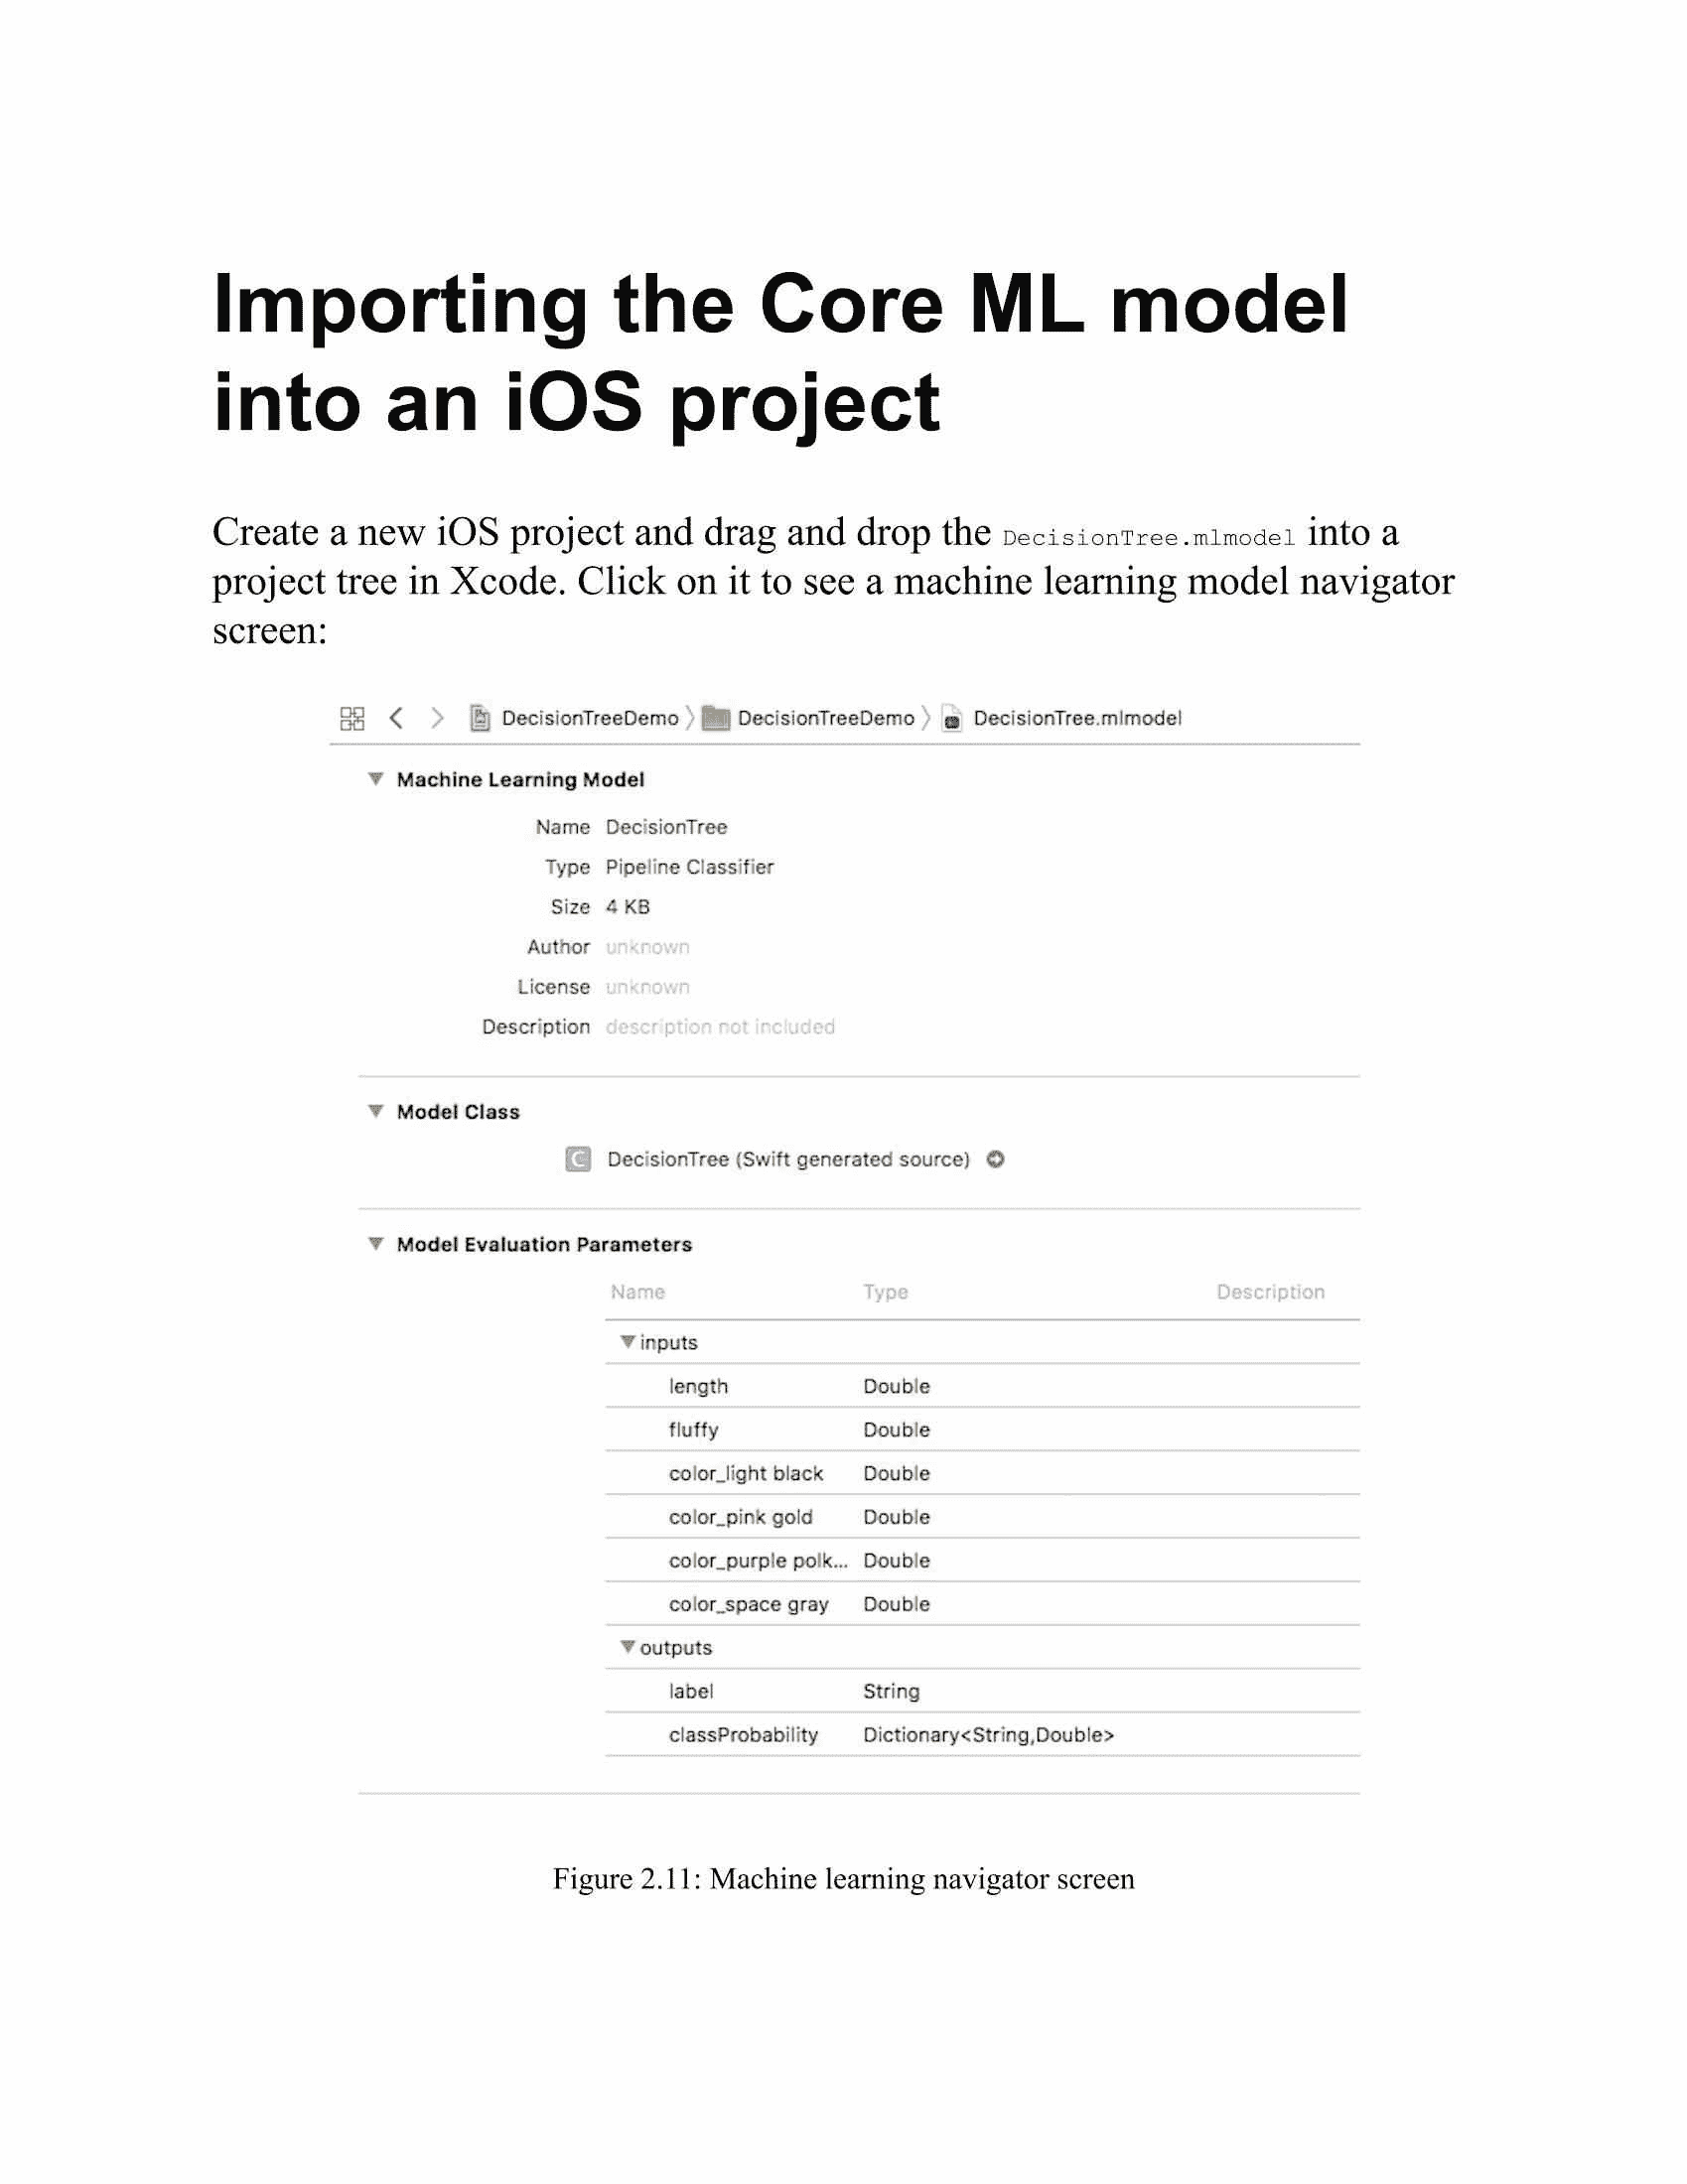 Importing the Core ML model
into an iOS project
Create a new iOS project and drag and drop the DecisionTree.mlmodel into a
project tree in Xcode. Click on it to see a machine learning model navigator
screen:
DecisionTreeDemo DecisionTreeDemo DecisionTree.mlmodel
Machine Learning Model
Name DecisionTree
Type Pipeline Classifier
Size 4 KB
Author unknown
License unknown
Description description not included
Model Class
C DecisionTree (Swift generated source)
Model Evaluation Parameters
Name Type Description
inputs
length Double
fluffy Double
color_light black Double
color_pink gold Double
color_purple polk... Double
color_space gray Double
outputs
label String
classProbability Dictionary<String,Double>
Figure 2.11: Machine learning navigator screen